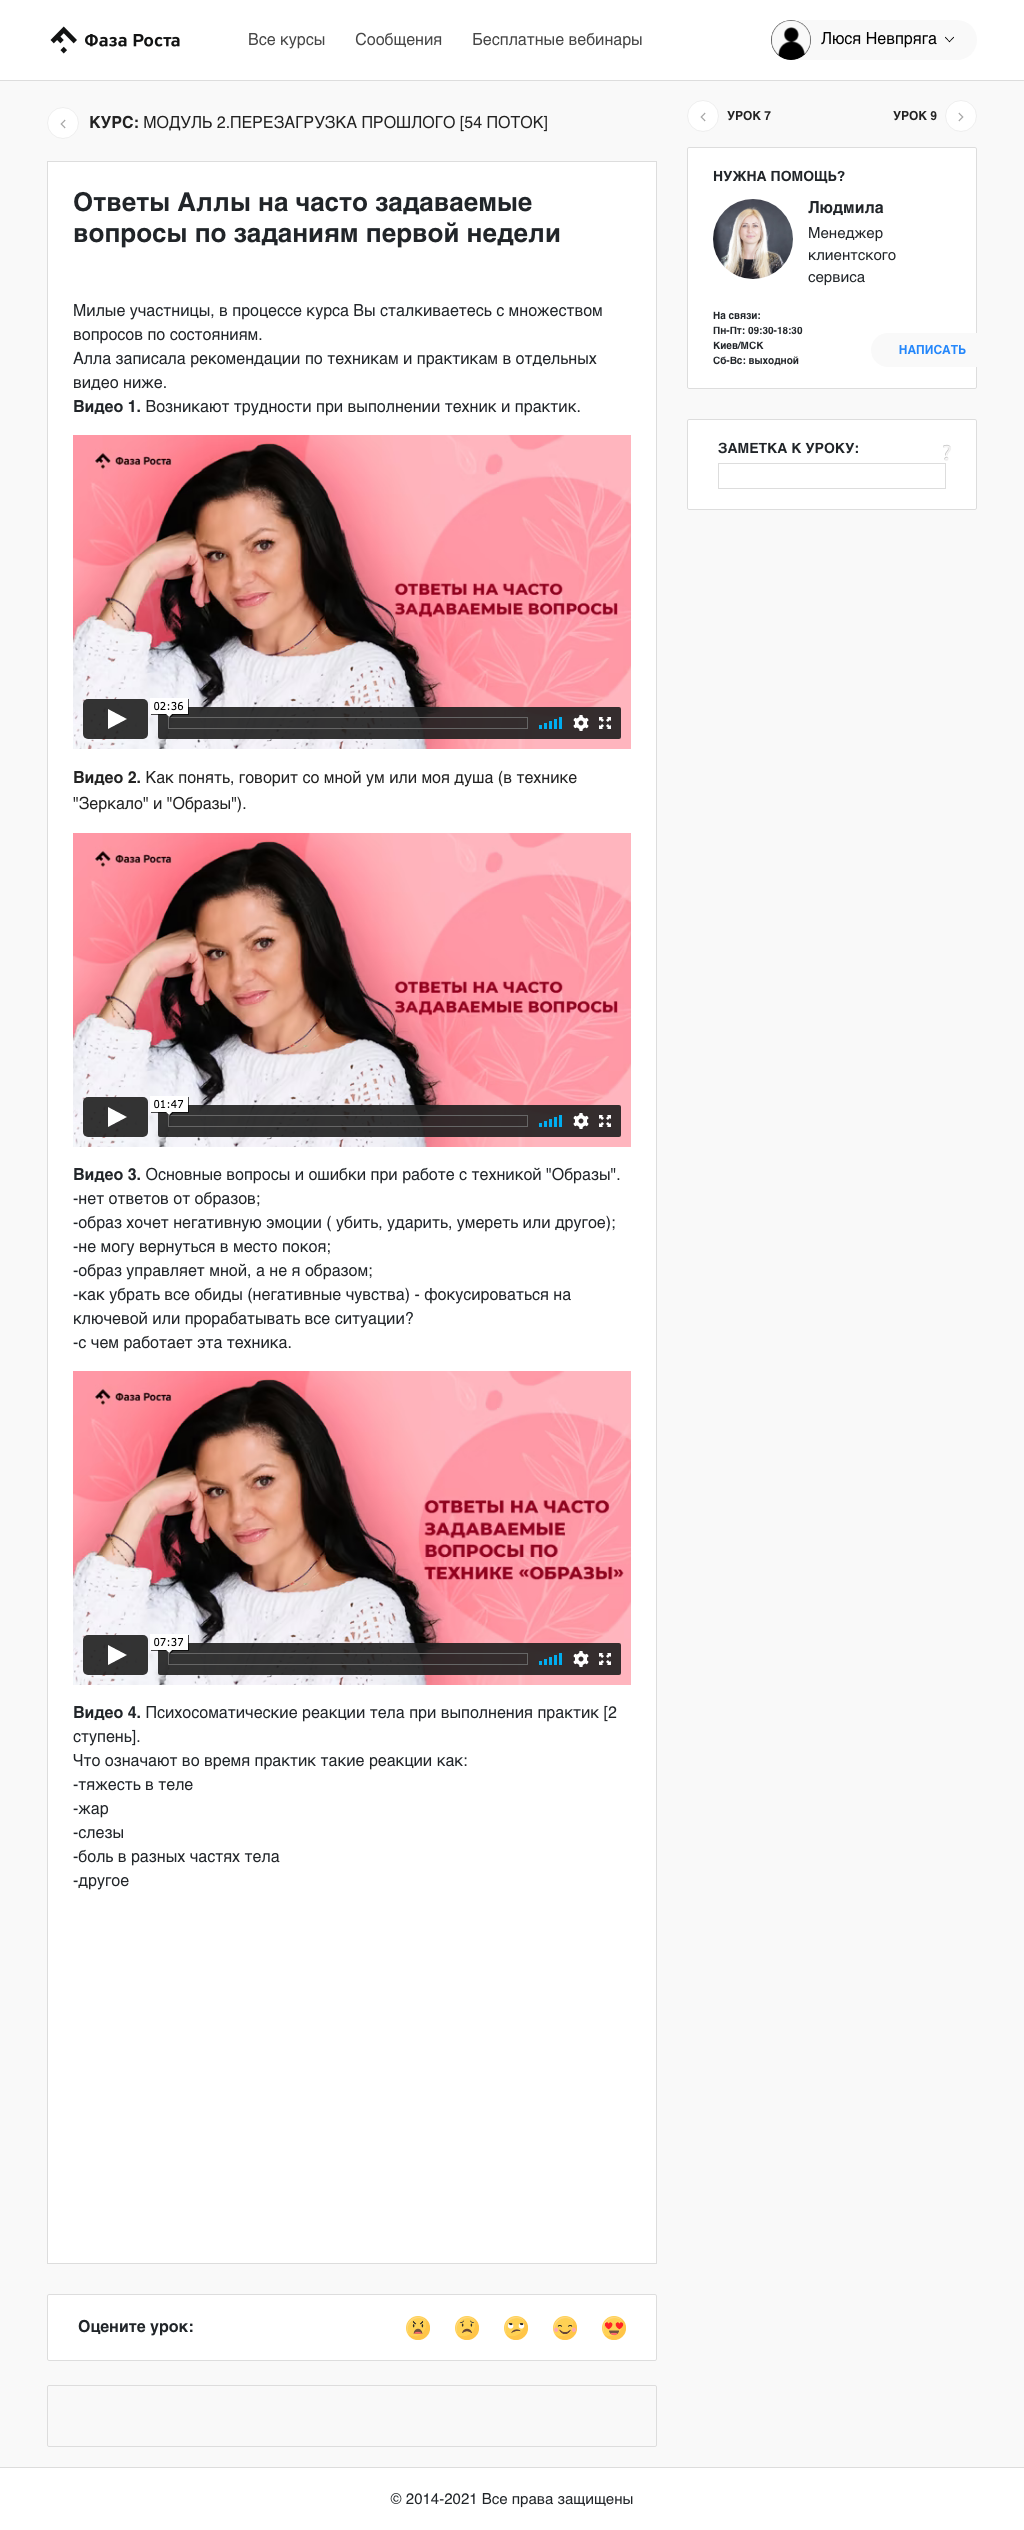 Фаза Роста
Все курсы
Сообщения
Бесплатные вебинары
Люся Невпряга
КУРС: МОДУЛЬ 2.ПЕРЕЗАГРУЗКА ПРОШЛОГО [54 ПОТОК]
УРОК 7
УРОК 9
Ответы Аллы на часто задаваемые
вопросы по заданиям первой недели
Милые участницы, в процессе курса Вы сталкиваетесь с множеством
вопросов по состояниям.
Алла записала рекомендации по техникам и практикам в отдельных
видео ниже.
Видео 1. Возникают трудности при выполнении техник и практик.
Фаза Роста
ОТВЕТЫ НА ЧАСТО
ЗАДАВАЕМЫЕ ВОПРОСЫ
02:36
Видео 2. Как понять, говорит со мной ум или моя душа (в технике
"Зеркало" и "Образы").
Фаза Роста
ОТВЕТЫ НА ЧАСТО
ЗАДАВАЕМЫЕ ВОПРОСЫ
01:47
Видео 3. Основные вопросы и ошибки при работе с техникой "Образы".
-нет ответов от образов;
-образ хочет негативную эмоции ( убить, ударить, умереть или другое);
-не могу вернуться в место покоя;
-образ управляет мной, а не я образом;
-как убрать все обиды (негативные чувства) - фокусироваться на
ключевой или прорабатывать все ситуации?
-с чем работает эта техника.
Фаза Роста
ОТВЕТЫ НА ЧАСТО
ЗАДАВАЕМЫЕ
ВОПРОСЫ ПО
ТЕХНИКЕ «ОБРАЗЫ»
07:37
Видео 4. Психосоматические реакции тела при выполнения практик [2
ступень].
Что означают во время практик такие реакции как:
-тяжесть в теле
-жар
-слезы
-боль в разных частях тела
-другое
НУЖНА ПОМОЩЬ?
Людмила
Менеджер
клиентского
сервиса
На связи:
Пн-Пт: 09:30-18:30
Киев/МСК
Сб-Вс: выходной
НАПИСАТЬ
ЗАМЕТКА К УРОКУ:
?
Оцените урок:
© 2014-2021 Все права защищены